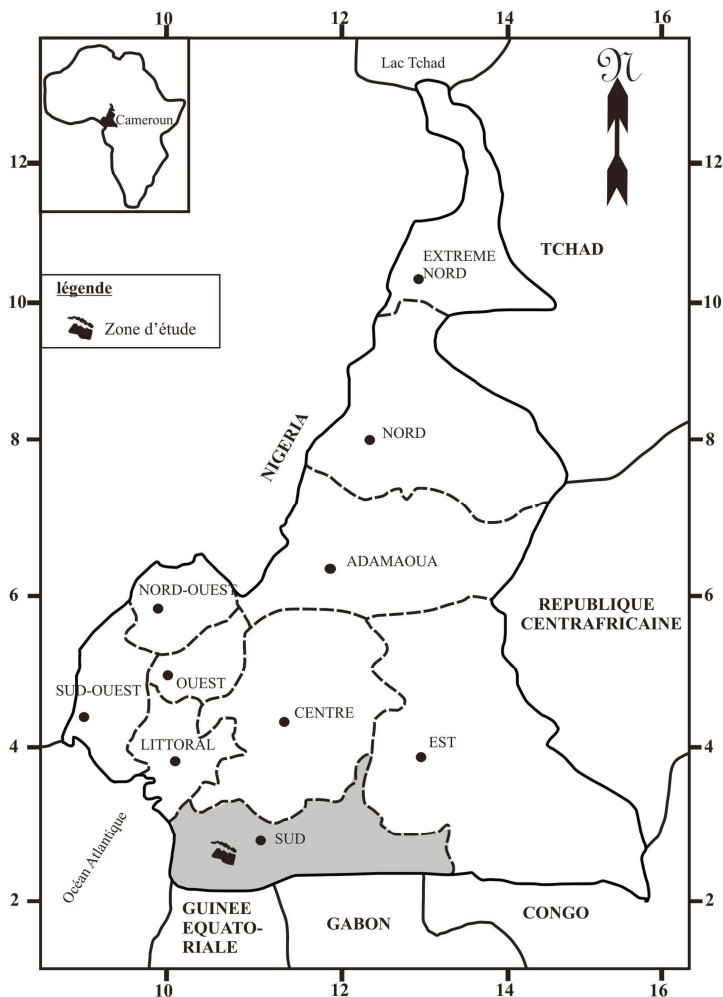 10
12
14
16
Lac Tchad
Cameroun
N
12
12
TCHAD
EXTREME
NORD
légende
Zone d'étude
10
10
NIGERIA
NORD
8
8
ADAMAOUA
NORD-OUEST
6
6
REPUBLIQUE
CENTRAFRICAINE
SUD-OUEST
OUEST
CENTRE
LITTORAL
EST
4
4
Océan Atlantique
SUD
2
2
GUINEE
EQUATO-
RIALE
GABON
CONGO
10
12
14
16